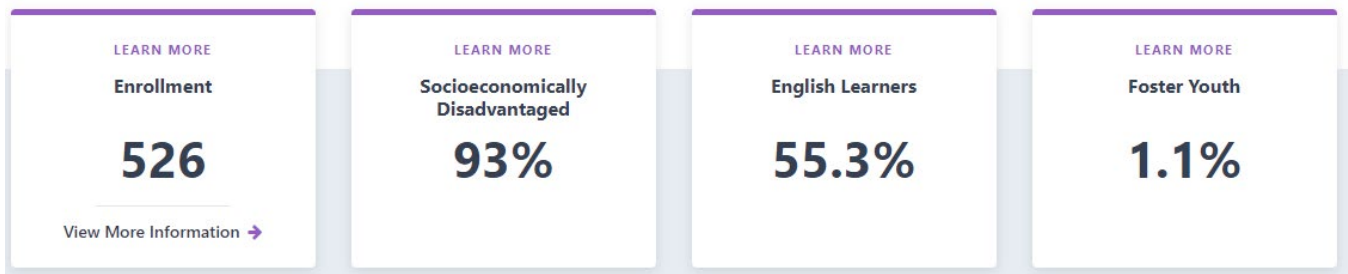 LEARN MORE
Enrollment
526
View More Information
LEARN MORE
Socioeconomically
Disadvantaged
93%
LEARN MORE
English Learners
55.3%
LEARN MORE
Foster Youth
1.1%